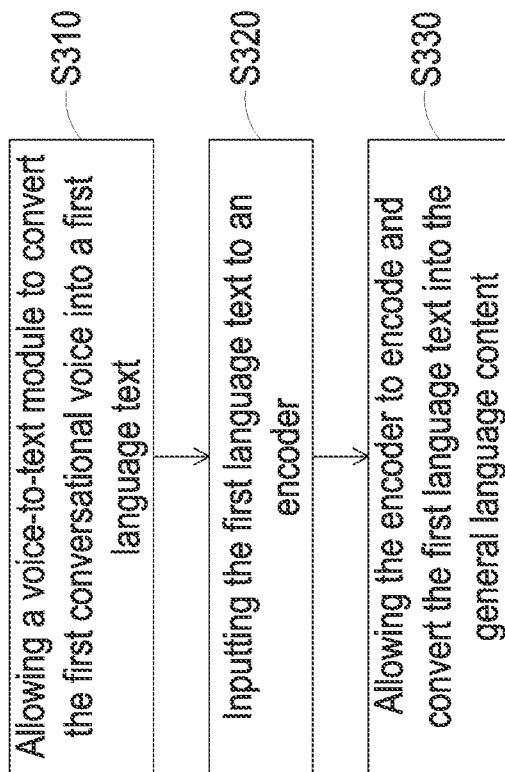 Allowing a voice-to-text module to convert
the first conversational voice into a first
language text
S310
Inputting the first language text to an
encoder
S320
Allowing the encoder to encode and
convert the first language text into the
general language content
S330